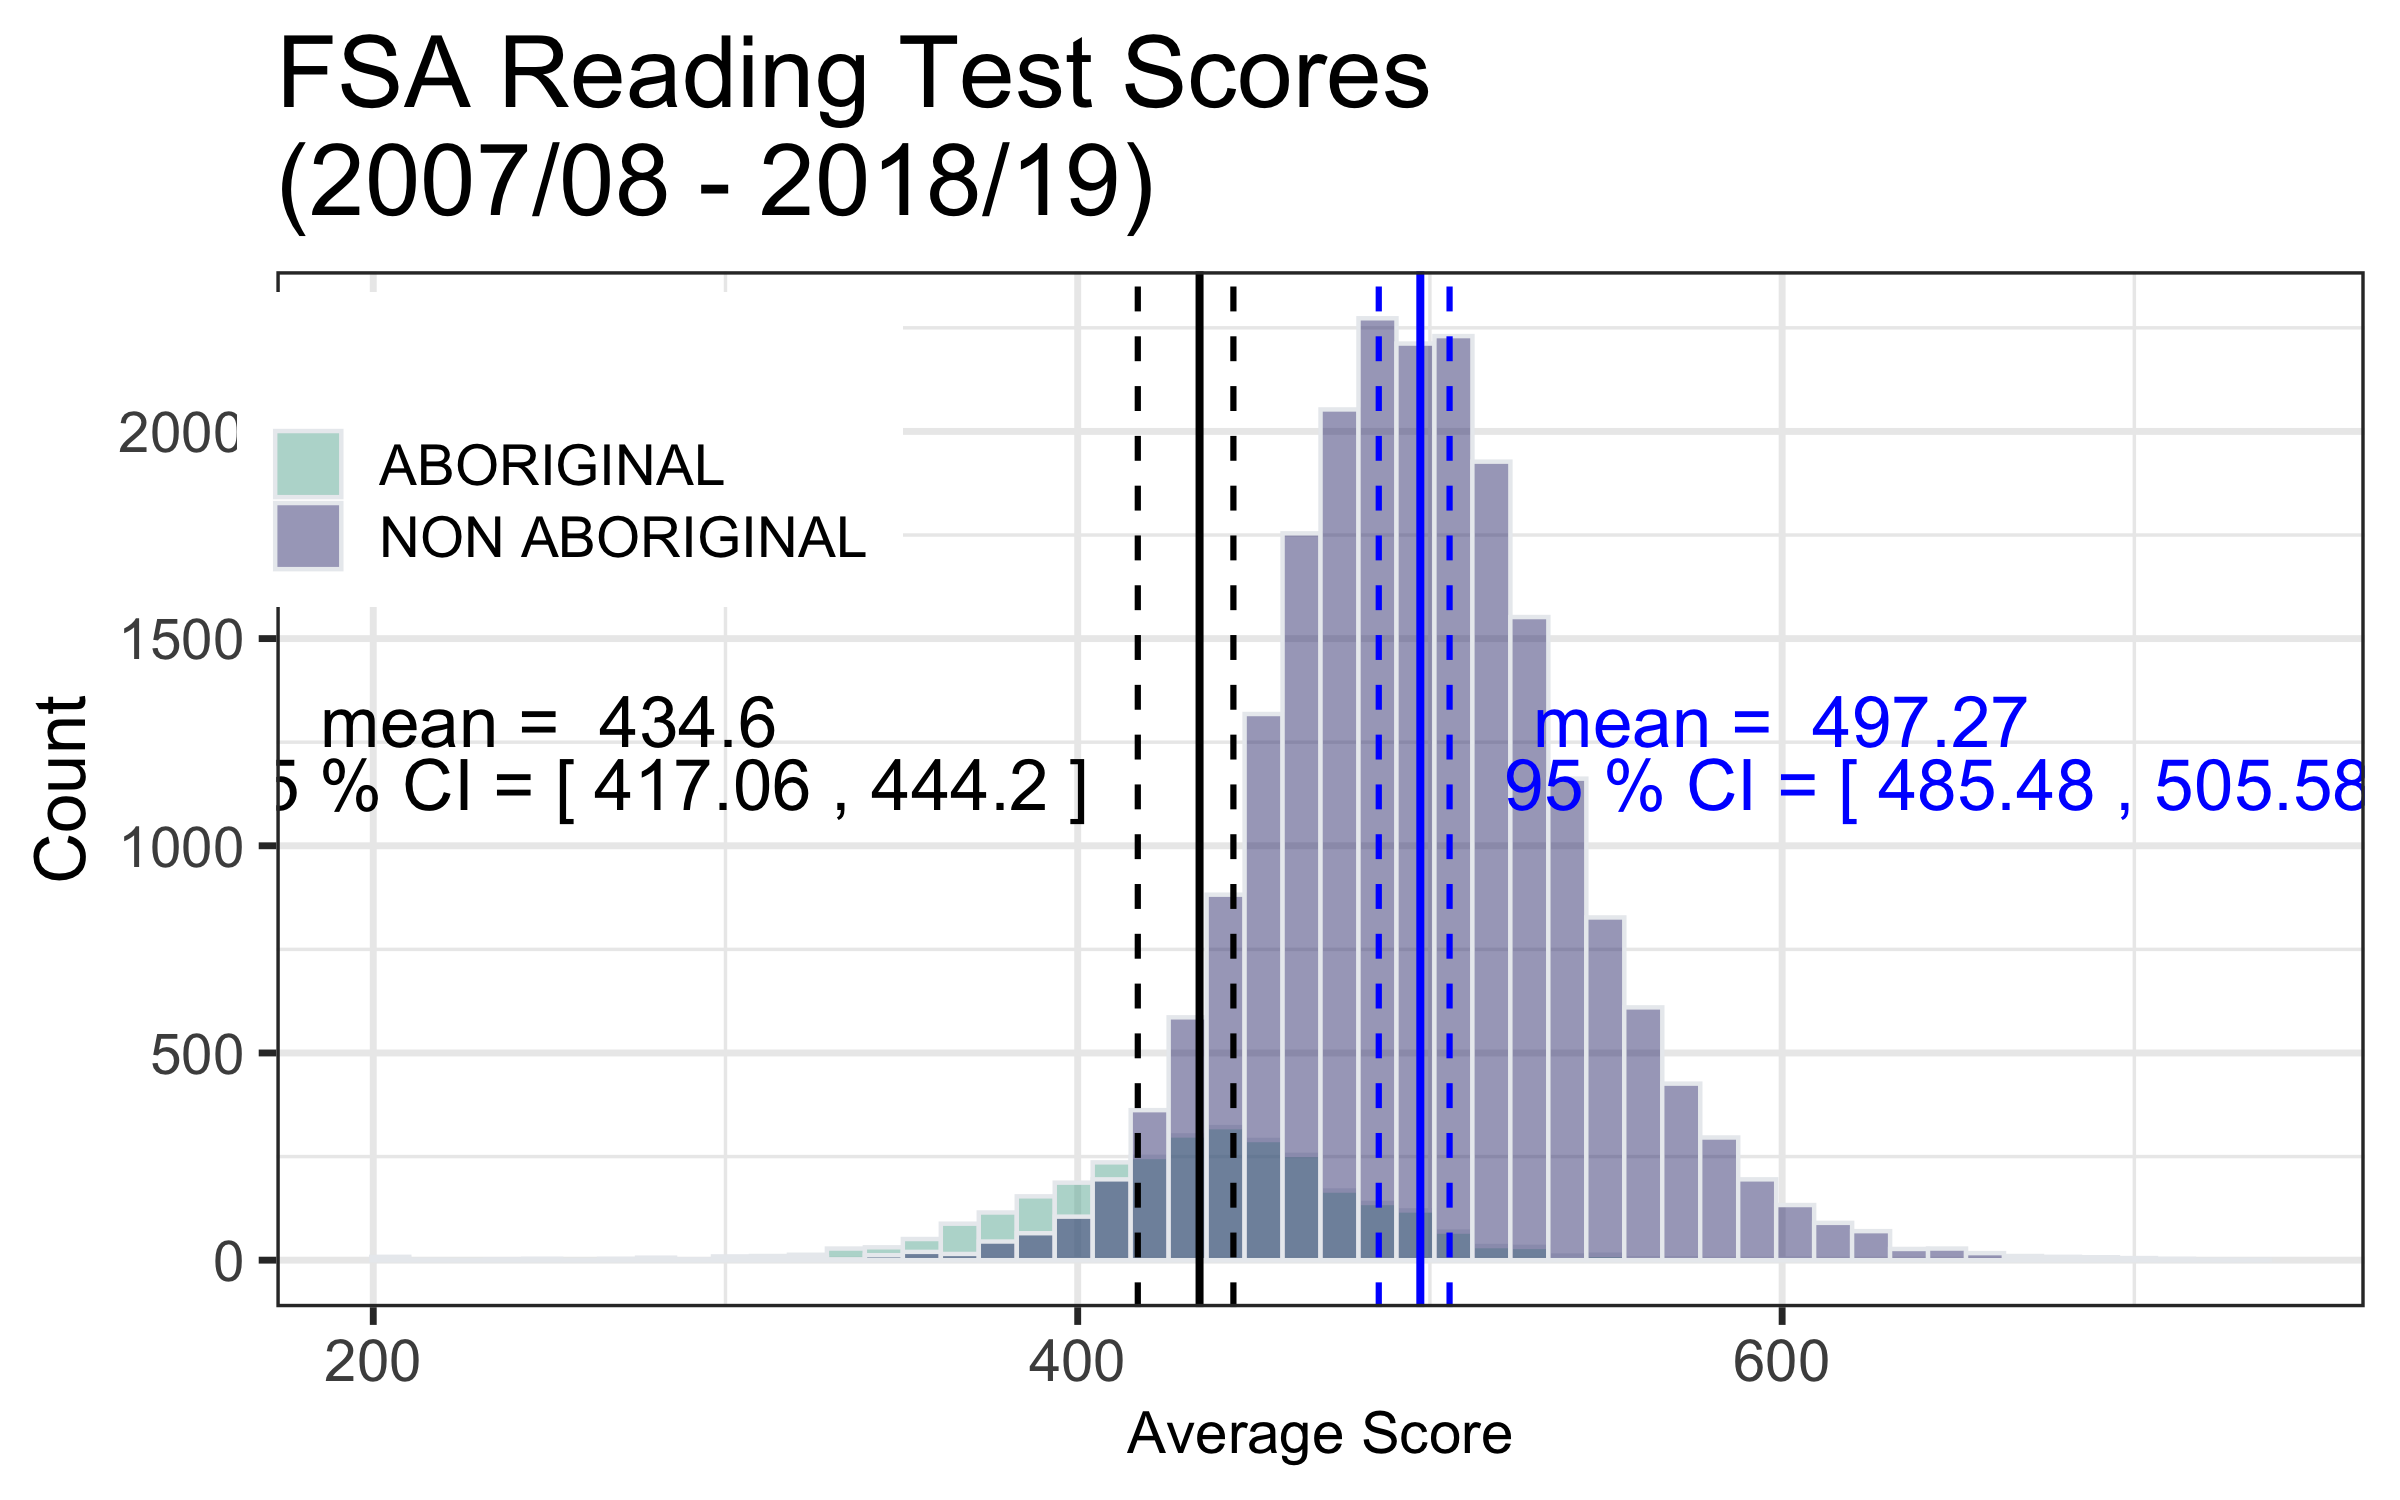 FSA Reading Test Scores
(2007/08 - 2018/19)
2000
ABORIGINAL
NON ABORIGINAL
1500
mean = 434.6
mean = 497.27
5 % CI = [ 417.06 , 444.2 ]
95 % CI = [ 485.48 , 505.58
1000
Count
500
0
200
400
600
Average Score